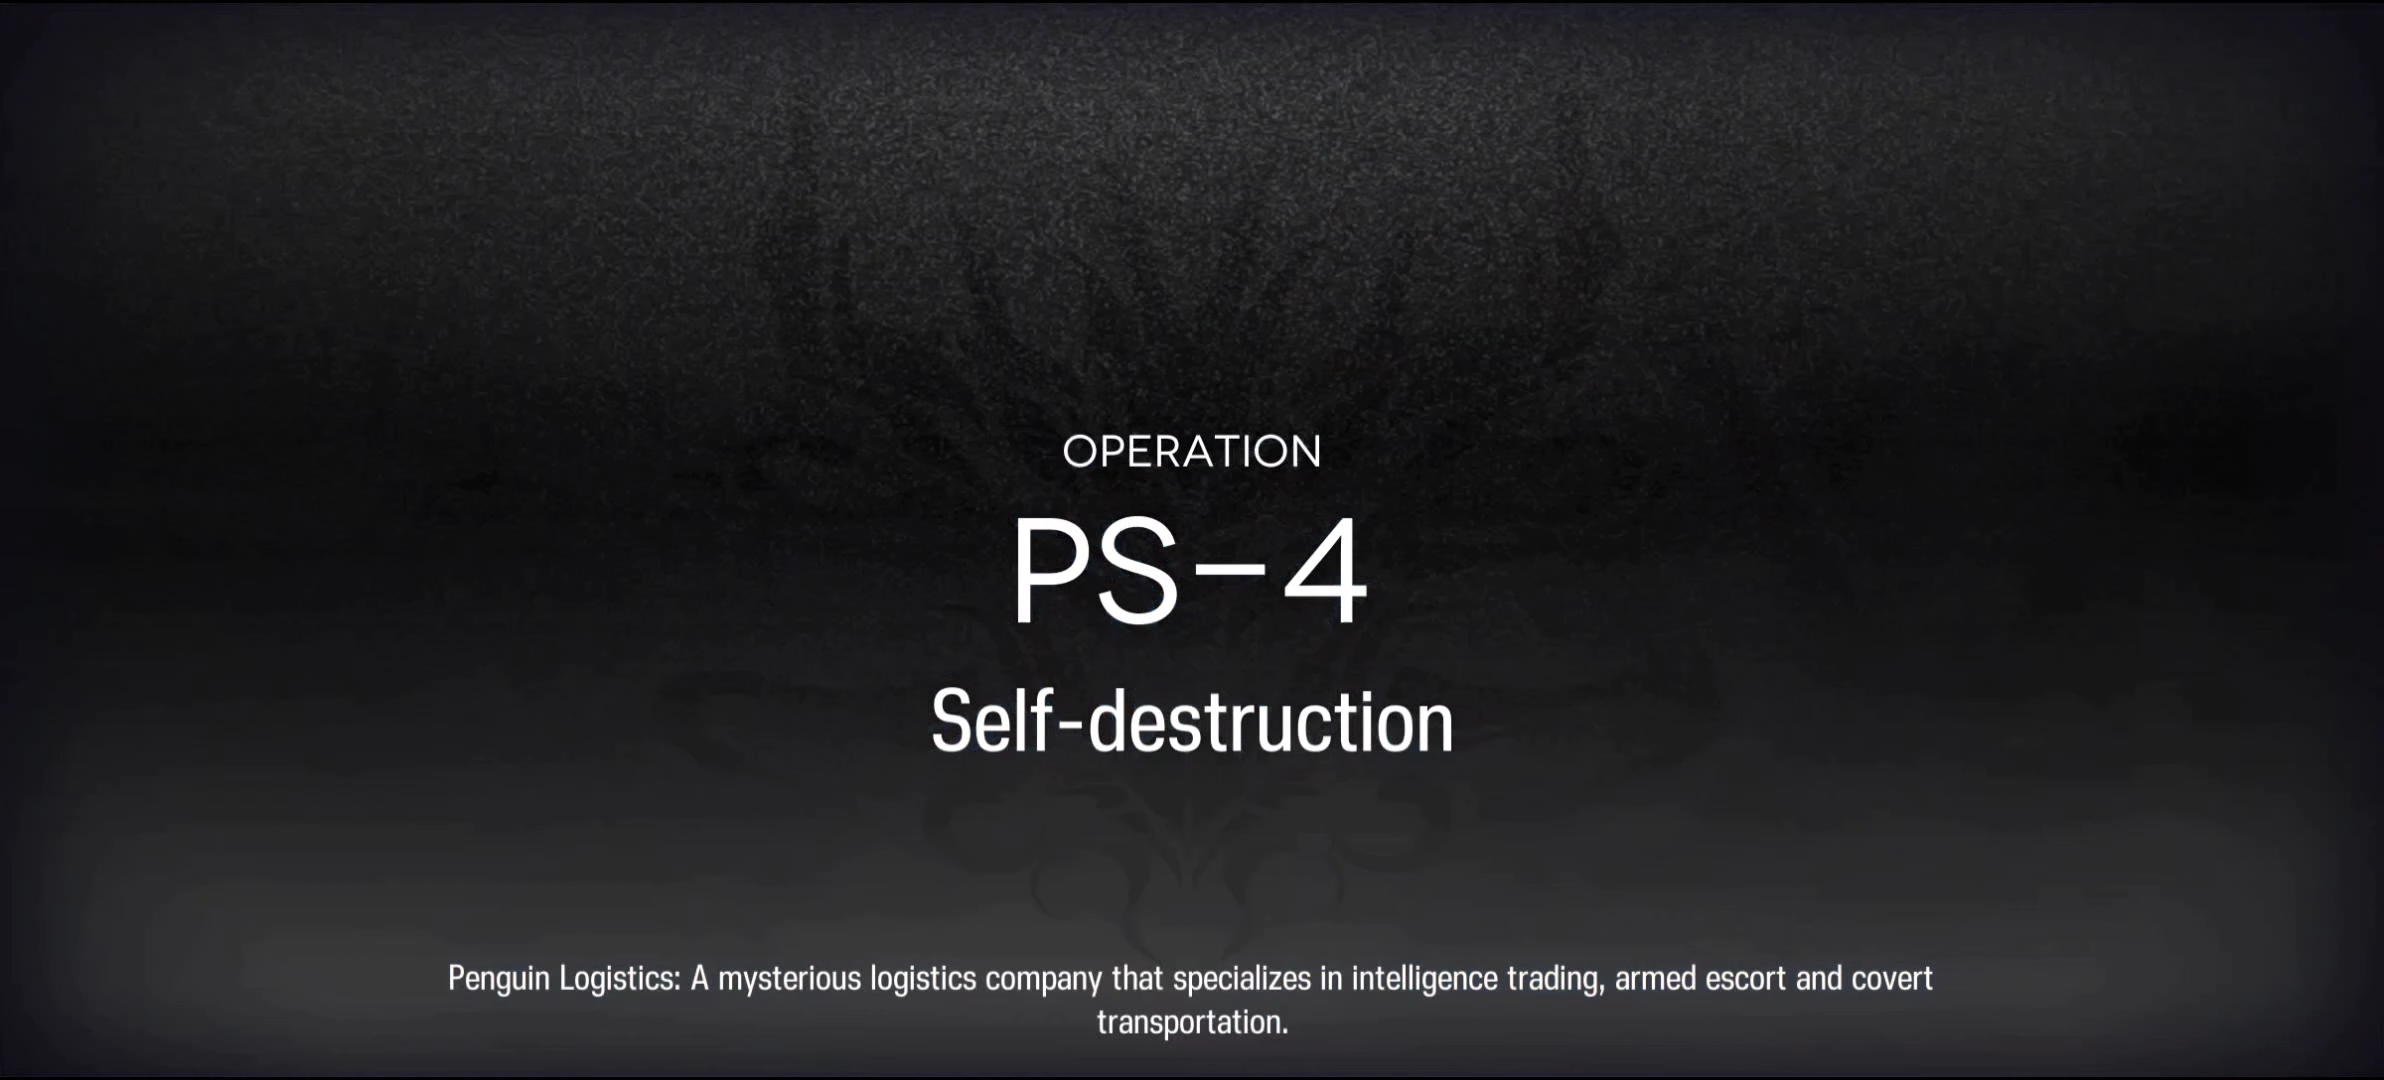 OPERATION
PS-4
Self-destruction
Penguin Logistics: A mysterious logistics company that specializes in intelligence trading, armed escort and covert
transportation.